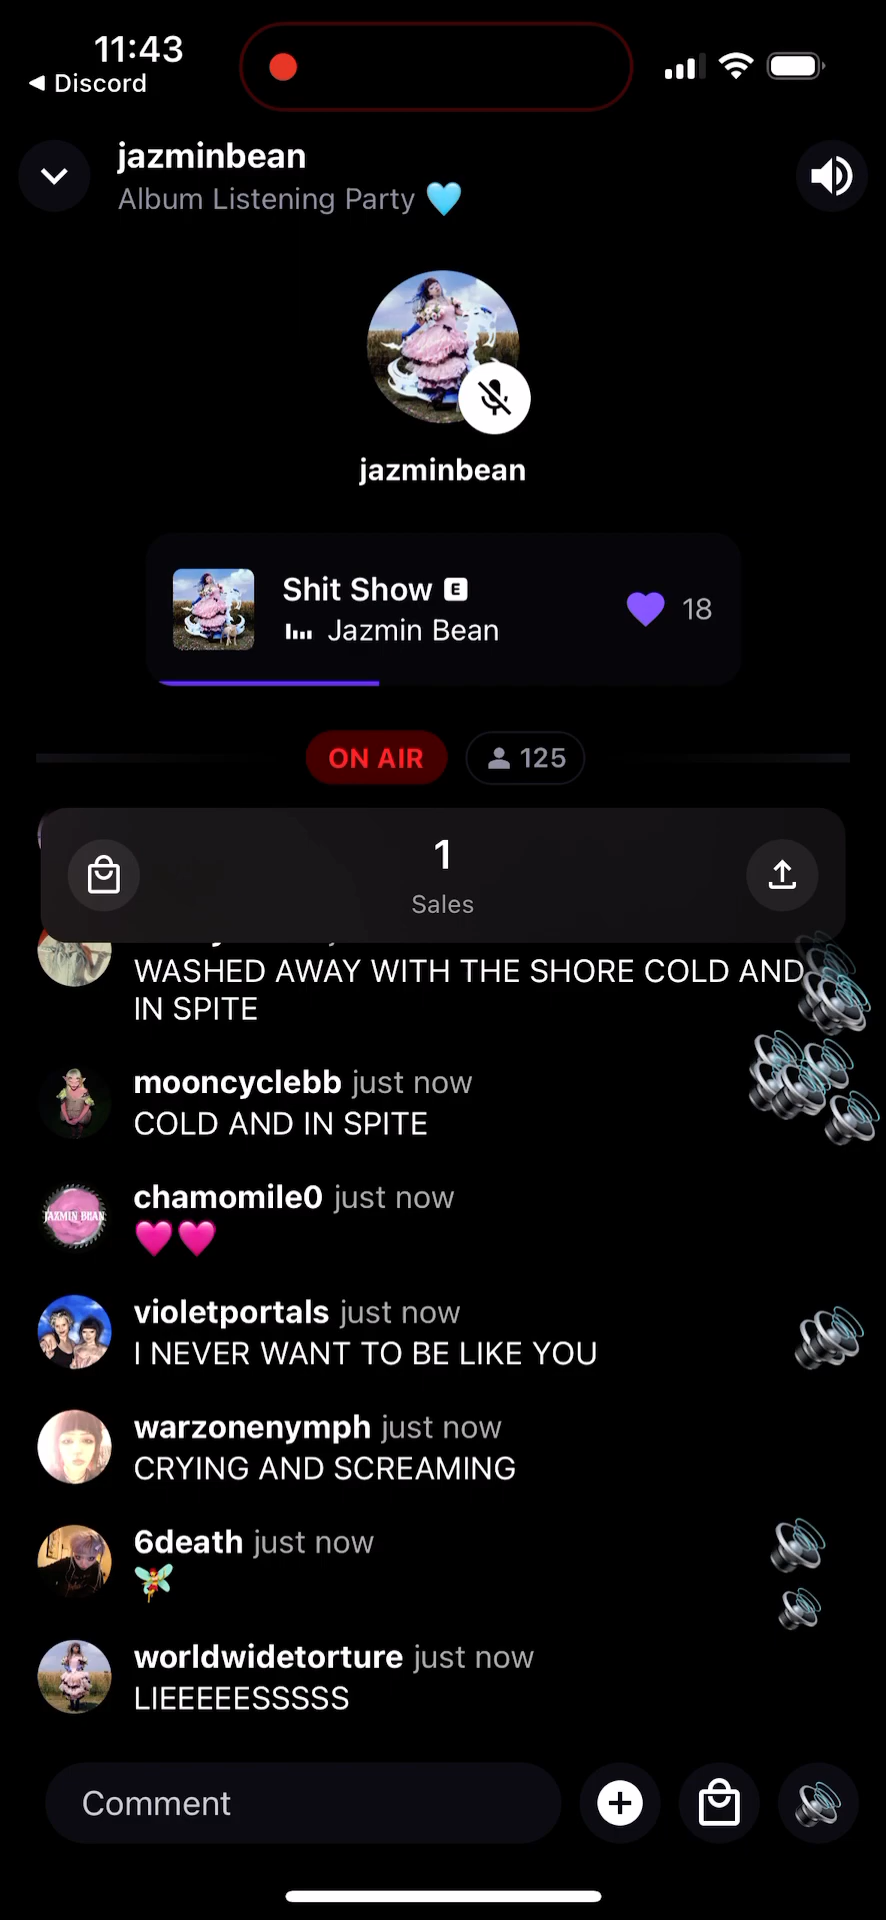 11:43
Discord
jazminbean
Album Listening Party 🩵
jazminbean
Shit Show E
Jazmin Bean
18
ON AIR
125
1
Sales
WASHED AWAY WITH THE SHORE COLD AND
IN SPITE
mooncyclebb just now
COLD AND IN SPITE
JAZMIN BEAN
chamomile0 just now
🩷🩷
violetportals just now
I NEVER WANT TO BE LIKE YOU
warzonenymph just now
CRYING AND SCREAMING
6death just now
🧚
worldwidetorture just now
LIEEEEESSSSS
Comment